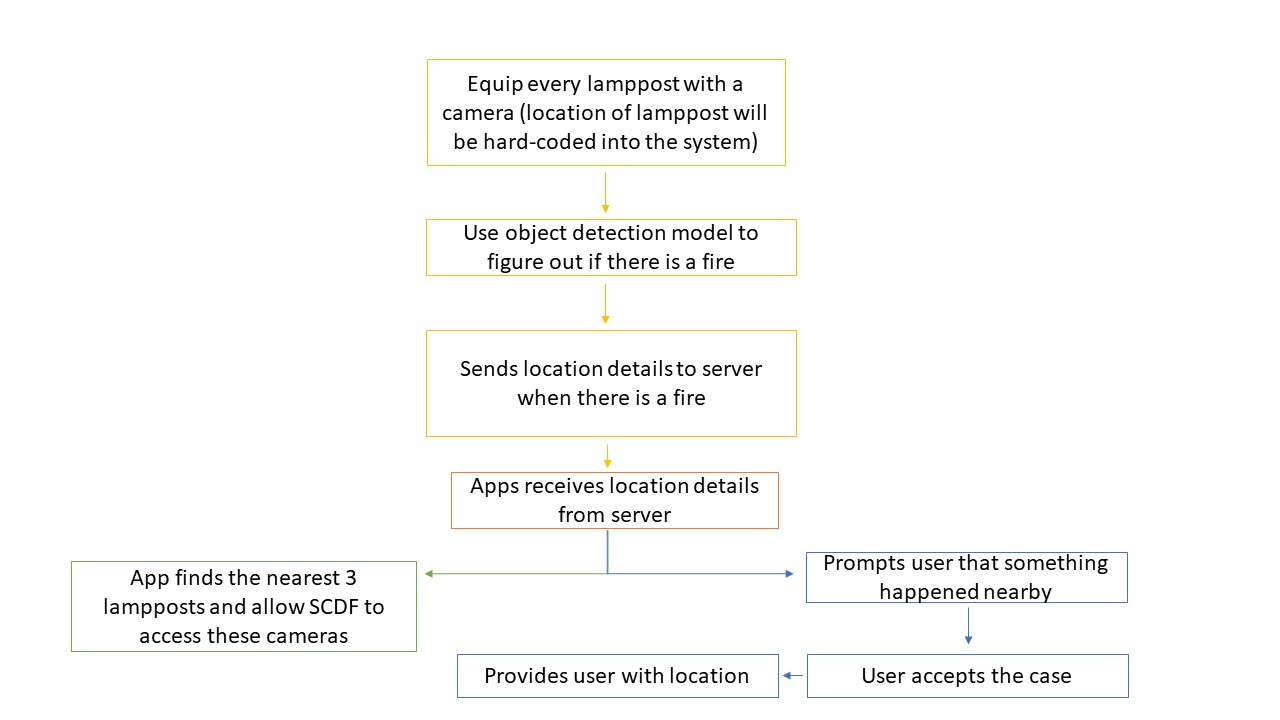 Equip every lamppost with a
camera (location of lamppost will
be hard-coded into the system)
Use object detection model to
figure out if there is a fire
Sends location details to server
when there is a fire
Apps receives location details
from server
App finds the nearest 3
lampposts and allow SCDF to
access these cameras
Prompts user that something
happened nearby
User accepts the case
Provides user with location